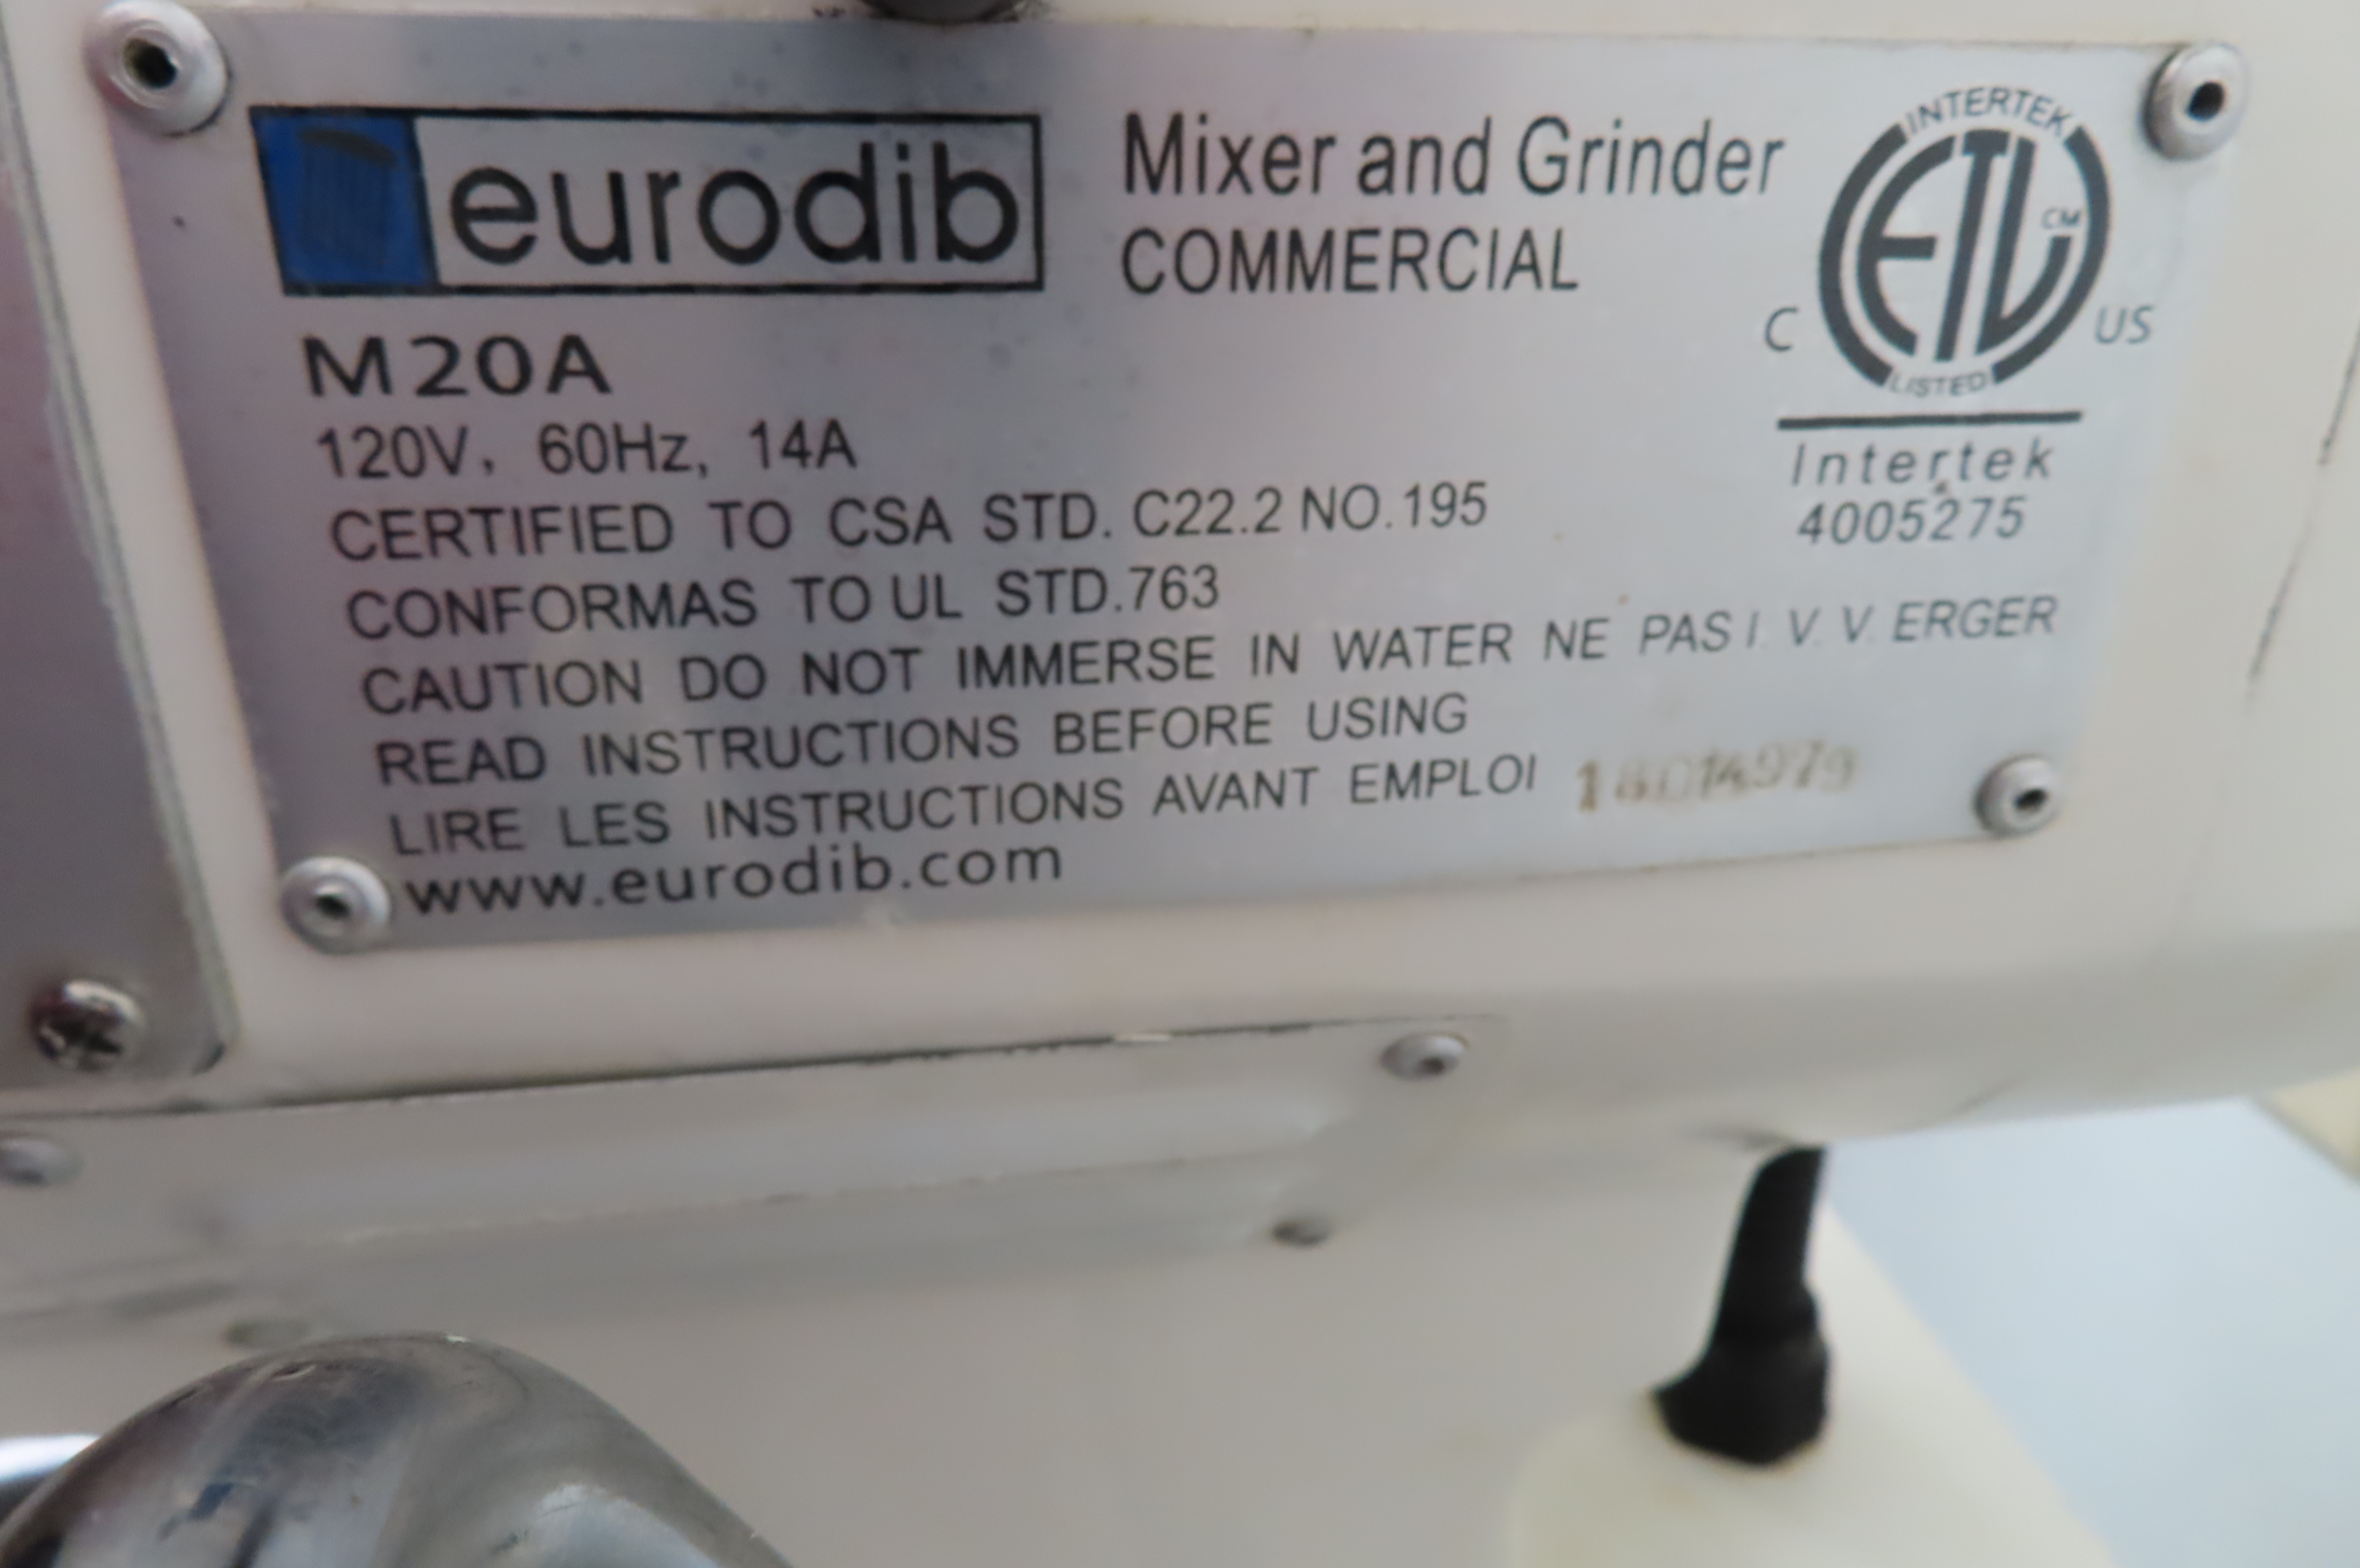 eurodib
Mixer and Grinder
COMMERCIAL
INTERTEK
ETL
CM
C
US
LISTED
Intertek
4005275
M20A
120V, 60Hz, 14A
CERTIFIED TO CSA STD. C22.2 NO.195
CONFORMAS TO UL STD.763
CAUTION DO NOT IMMERSE IN WATER NE PAS I. V. V. ERGER
READ INSTRUCTIONS BEFORE USING
LIRE LES INSTRUCTIONS AVANT EMPLOI
www.eurodib.com